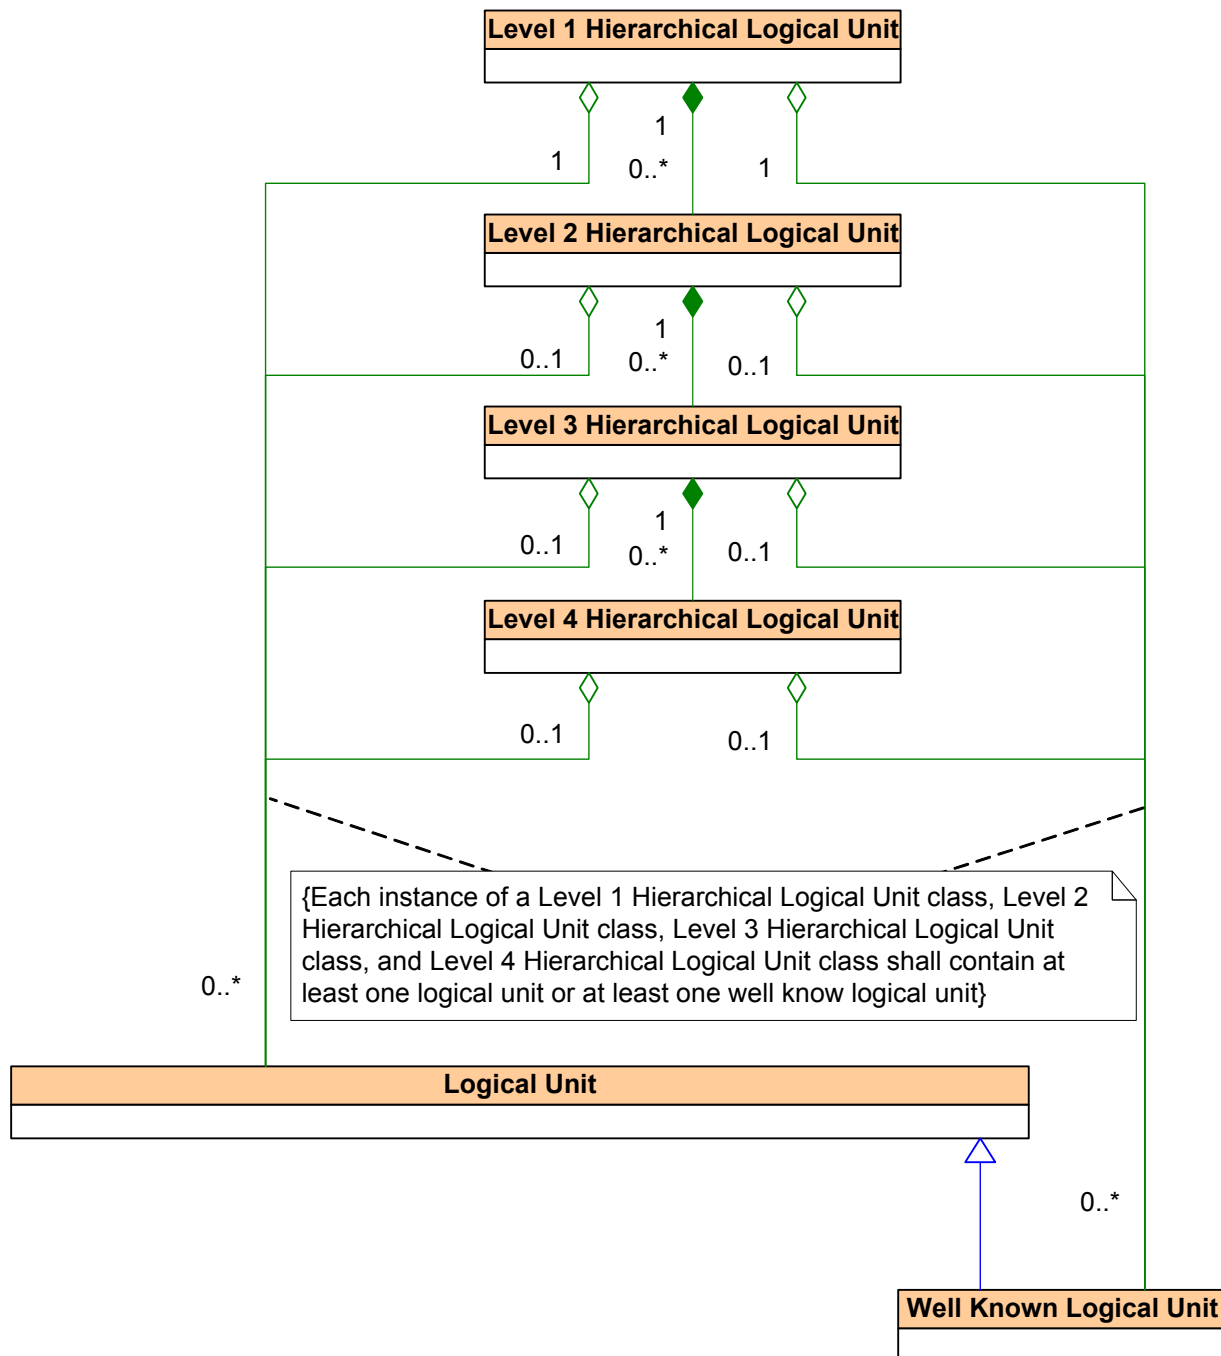 Level 1 Hierarchical Logical Unit
1
1
0..*
1
Level 2 Hierarchical Logical Unit
1
0..1
0..*
0..1
Level 3 Hierarchical Logical Unit
1
0..1
0..*
0..1
Level 4 Hierarchical Logical Unit
0..1
0..1
{Each instance of a Level 1 Hierarchical Logical Unit class, Level 2
Hierarchical Logical Unit class, Level 3 Hierarchical Logical Unit
class, and Level 4 Hierarchical Logical Unit class shall contain at
least one logical unit or at least one well know logical unit}
0..*
Logical Unit
0..*
Well Known Logical Unit